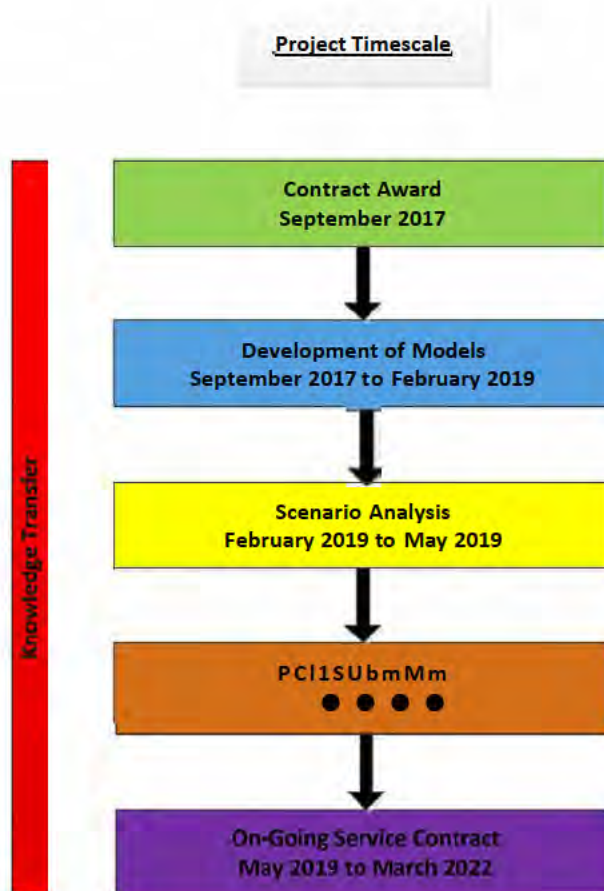 Project Timescale
Knowledge Transfer
Contract Award
September 2017
Development of Models
September 2017 to February 2019
Scenario Analysis
February 2019 to May 2019
PCl1SUbmMm
● ● ● ●
On-Going Service Contract
May 2019 to March 2022